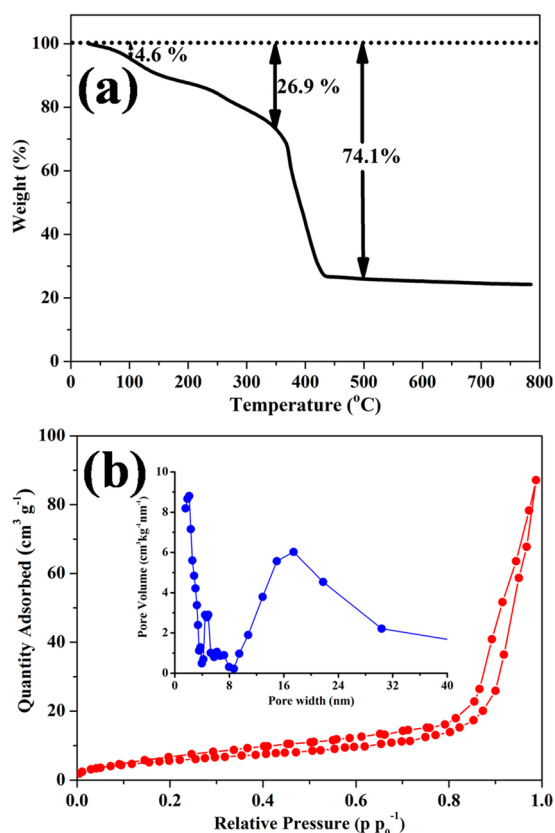 (a)
100
80
60
40
20
0
Weight (%)
4.6 %
26.9 %
74.1%
0 100 200 300 400 500 600 700 800
Temperature (°C)
(b)
100
80
60
40
20
0
Quantity Adsorbed (cm³ g⁻¹)
10
8
6
4
2
0
Pore Volume (cm³kg⁻¹nm⁻¹)
0 8 16 24 32 40
Pore width (nm)
0.0 0.2 0.4 0.6 0.8 1.0
Relative Pressure (p p₀⁻¹)